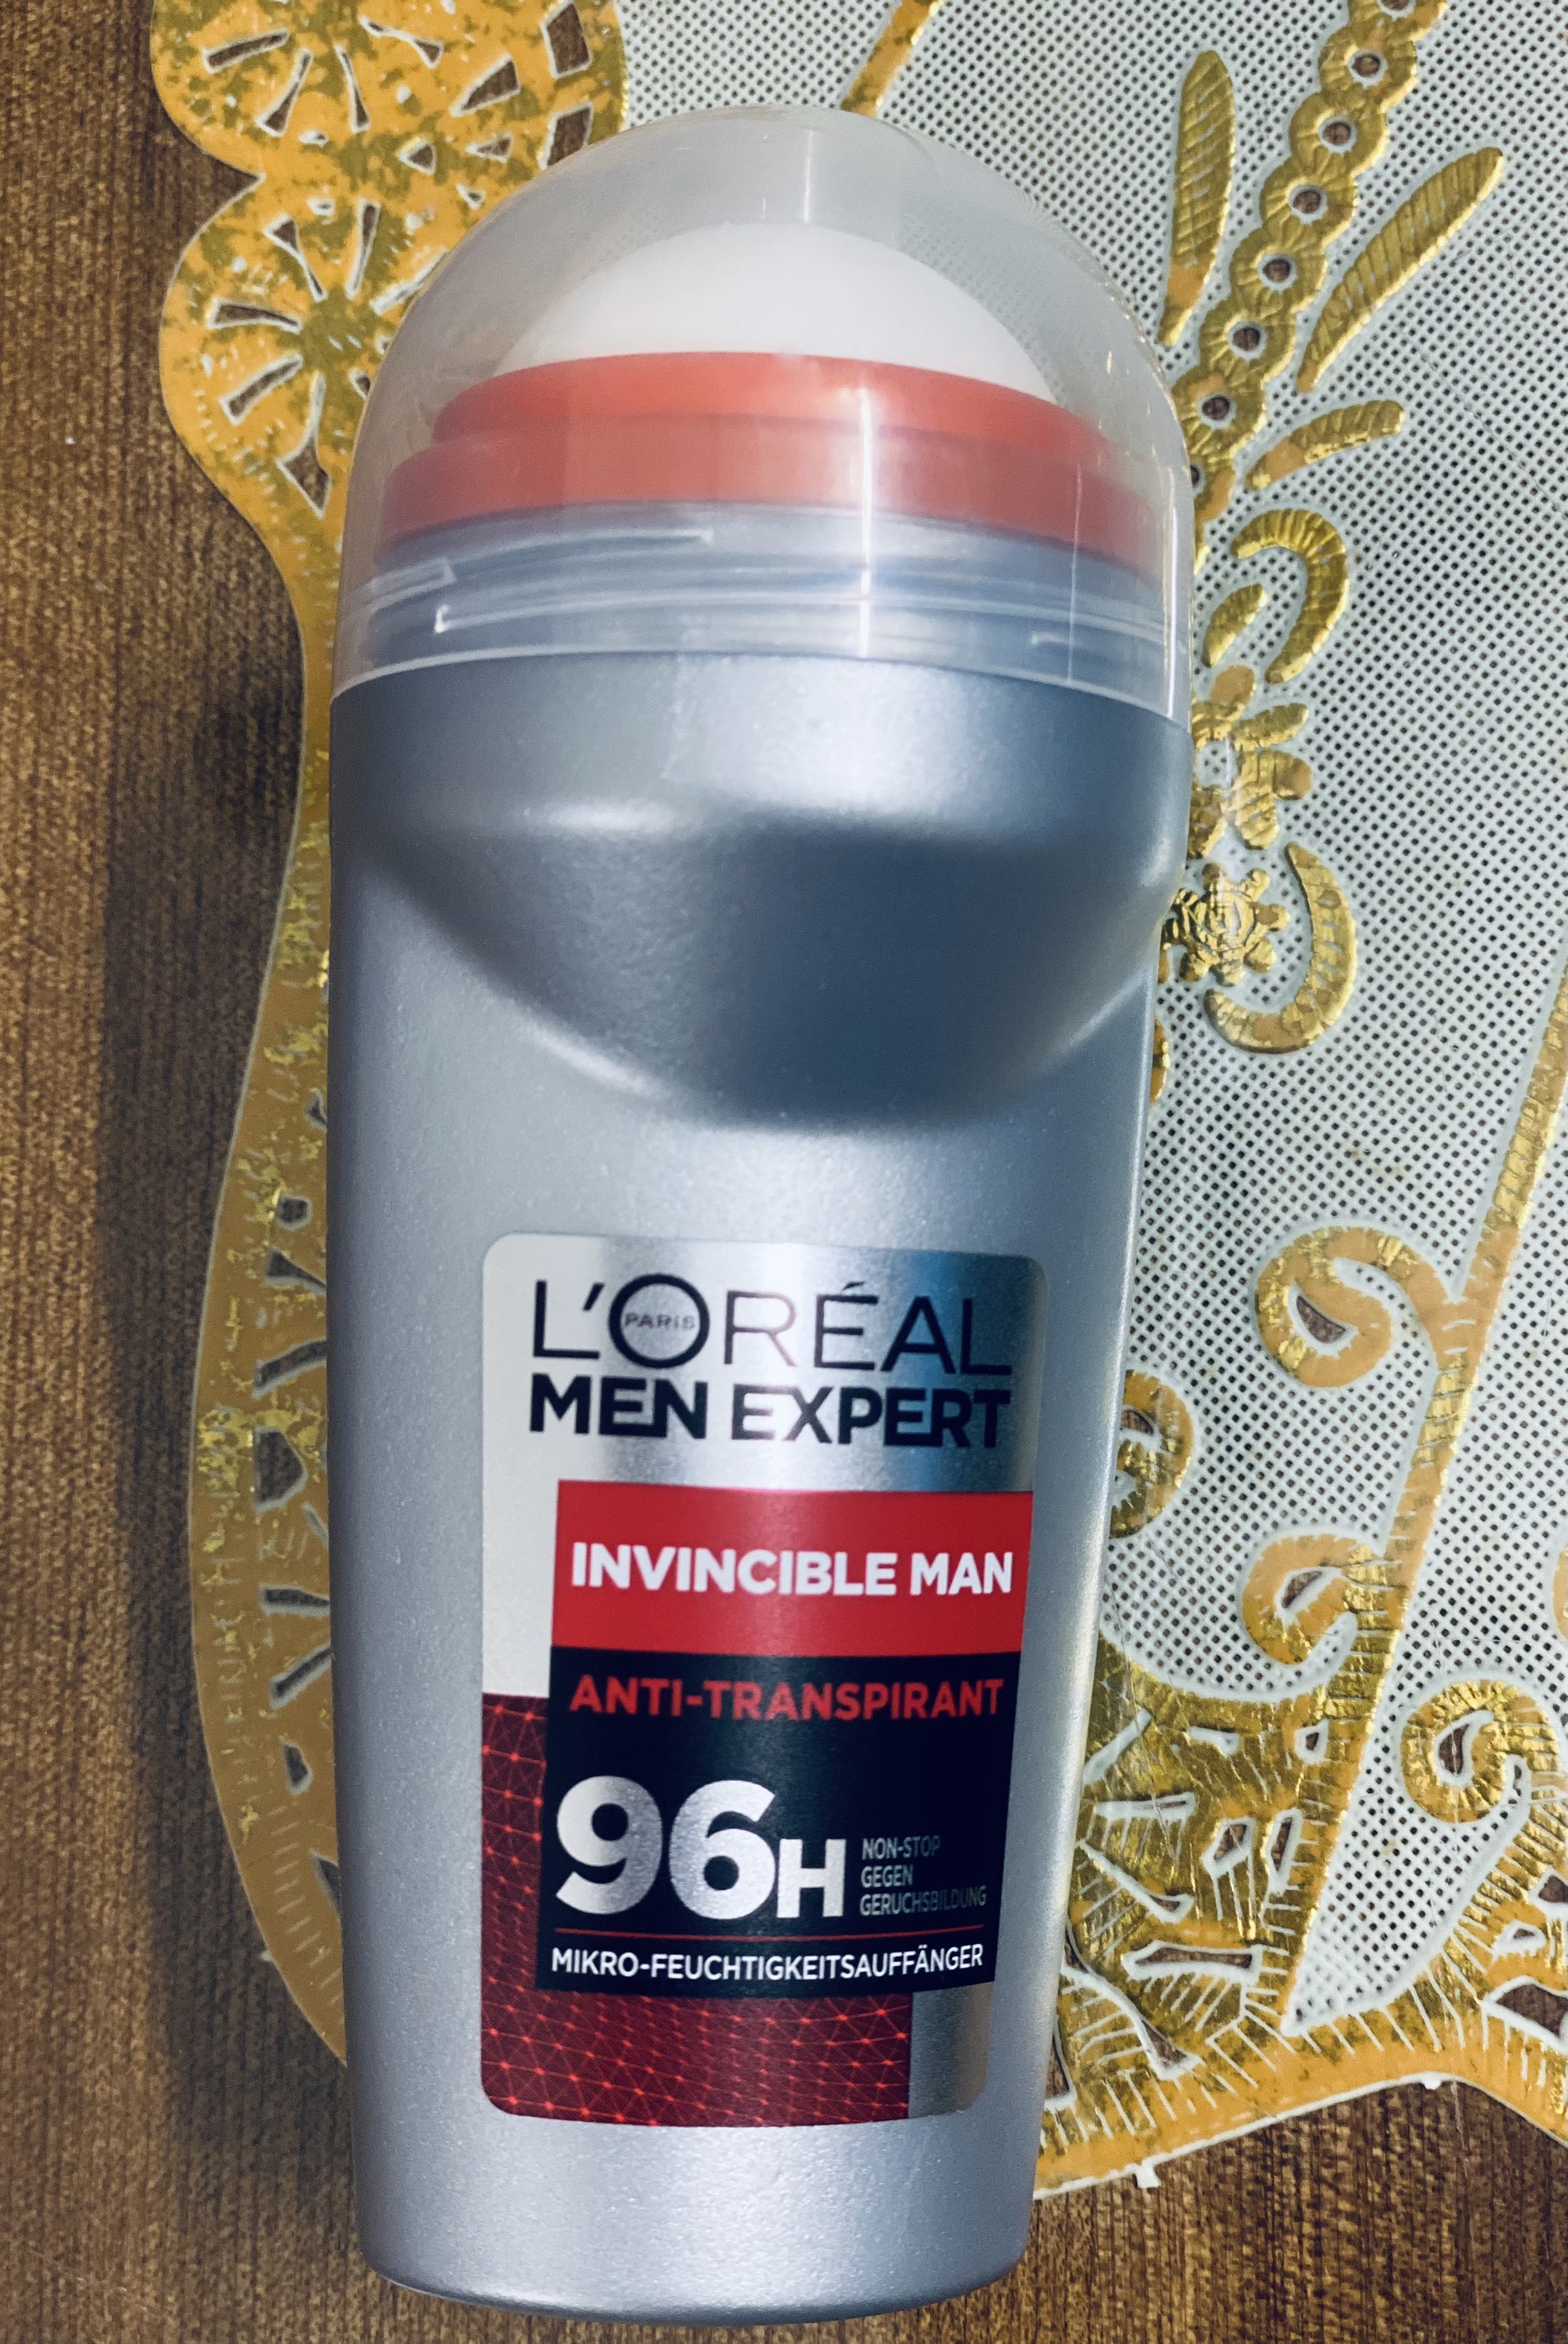 L'ORÉAL
PARIS
MEN EXPERT
INVINCIBLE MAN
ANTI-TRANSPIRANT
96H
NON-STOP
GEGEN
GERUCHSBILDUNG
MIKRO-FEUCHTIGKEITSAUFFÄNGER